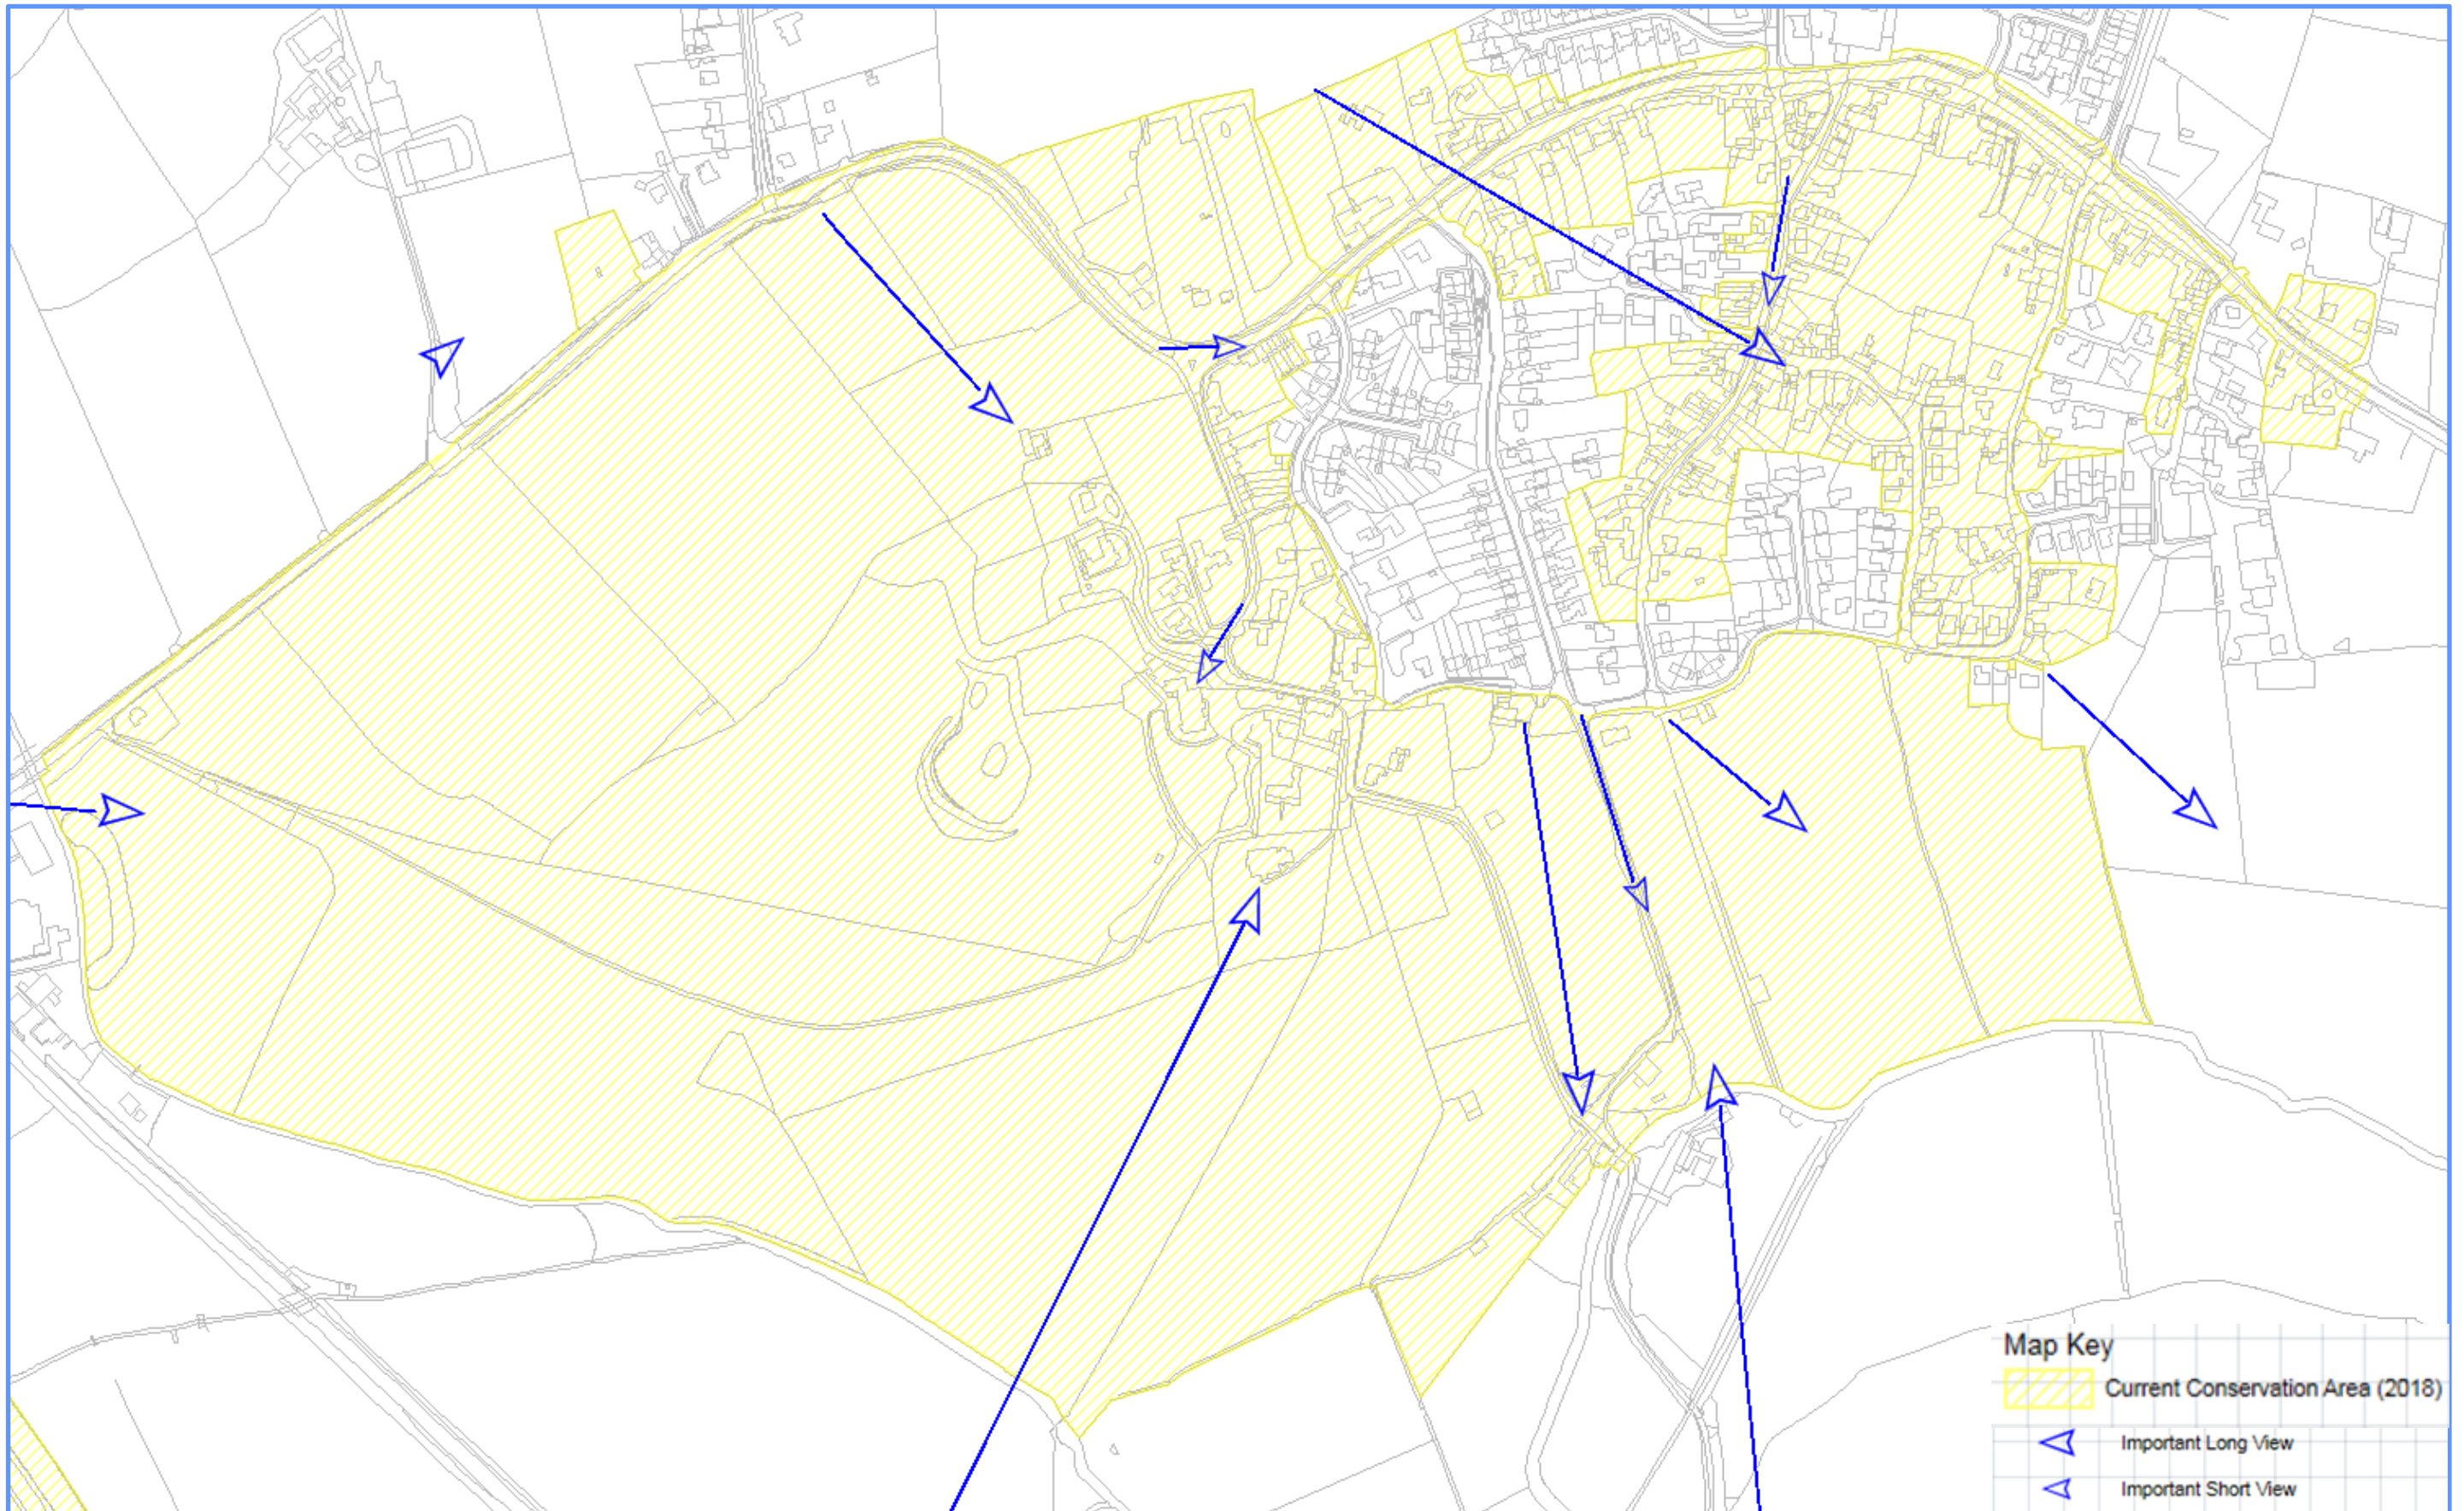 Map Key
Current Conservation Area (2018)
Important Long View
Important Short View